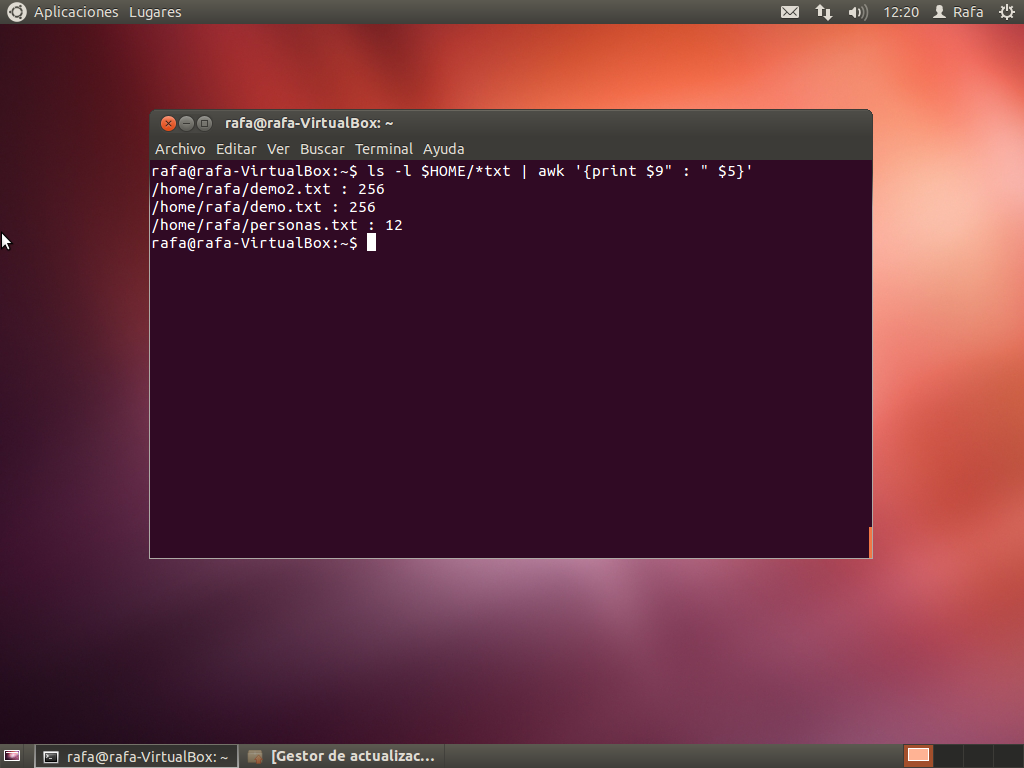 Aplicaciones Lugares 12:20 Rafa
rafa@rafa-VirtualBox: ~
Archivo Editar Ver Buscar Terminal Ayuda
rafa@rafa-VirtualBox:~$ ls -l $HOME/*txt | awk '{print $9" : " $5}'
/home/rafa/demo2.txt : 256
/home/rafa/demo.txt : 256
/home/rafa/personas.txt : 12
rafa@rafa-VirtualBox:~$
rafa@rafa-VirtualBox: ~ [Gestor de actualizac...